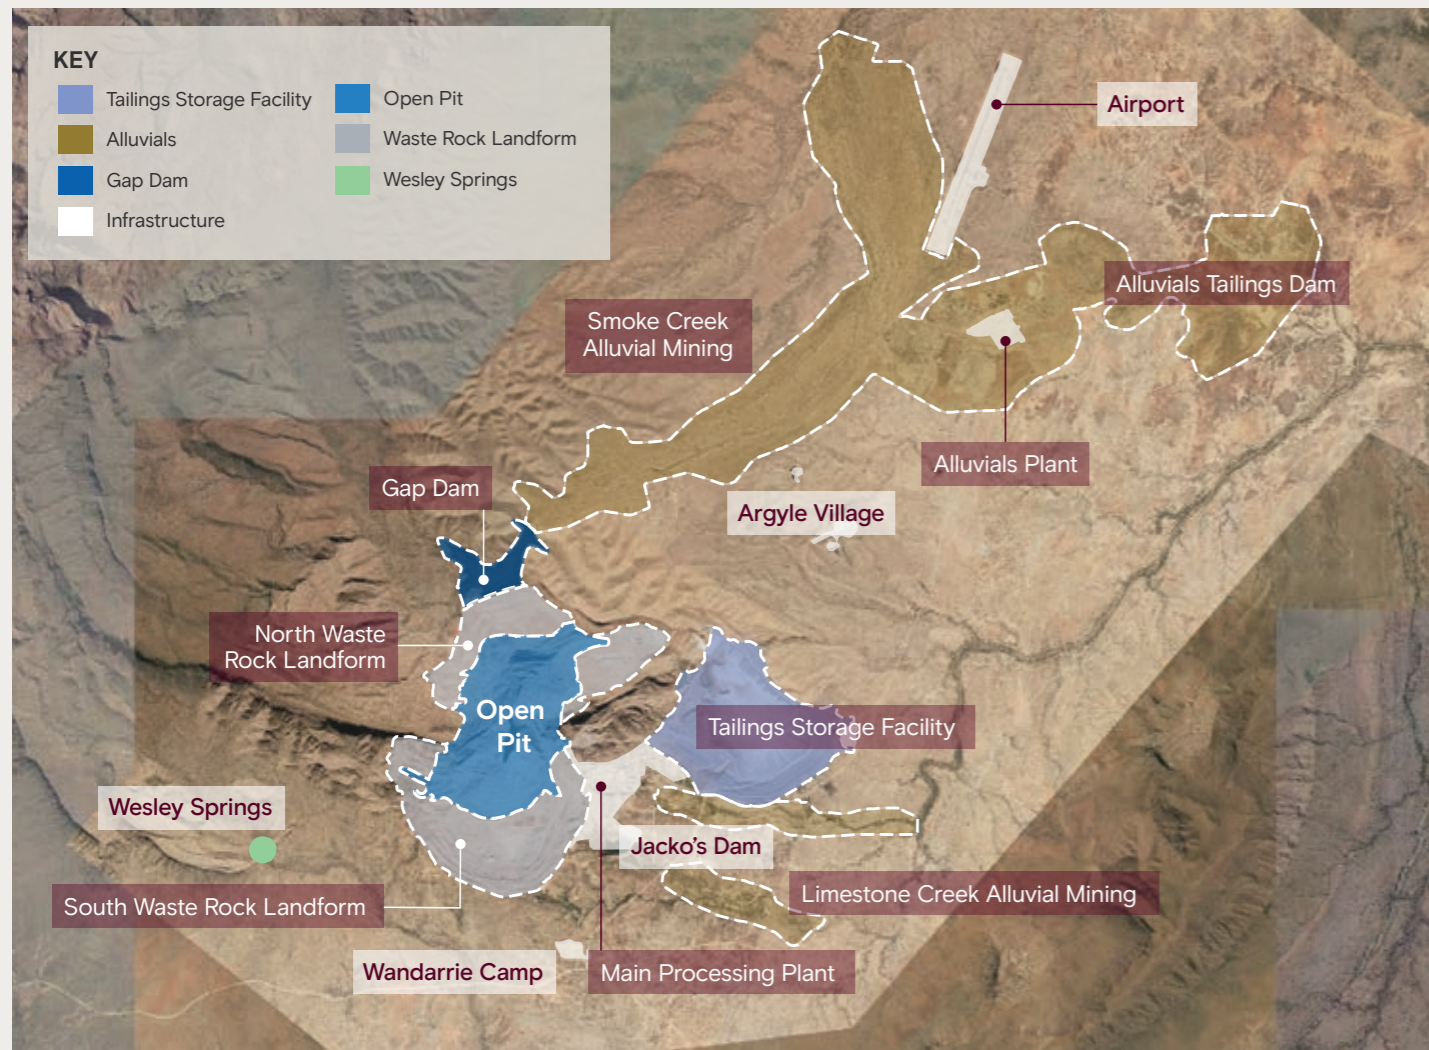 KEY
Tailings Storage Facility
Alluvials
Gap Dam
Infrastructure
Open Pit
Waste Rock Landform
Wesley Springs
Airport
Alluvials Tailings Dam
Smoke Creek
Alluvial Mining
Alluvials Plant
Gap Dam
Argyle Village
North Waste
Rock Landform
Open
Pit
Tailings Storage Facility
Wesley Springs
Jacko’s Dam
Limestone Creek Alluvial Mining
South Waste Rock Landform
Wandarrie Camp
Main Processing Plant